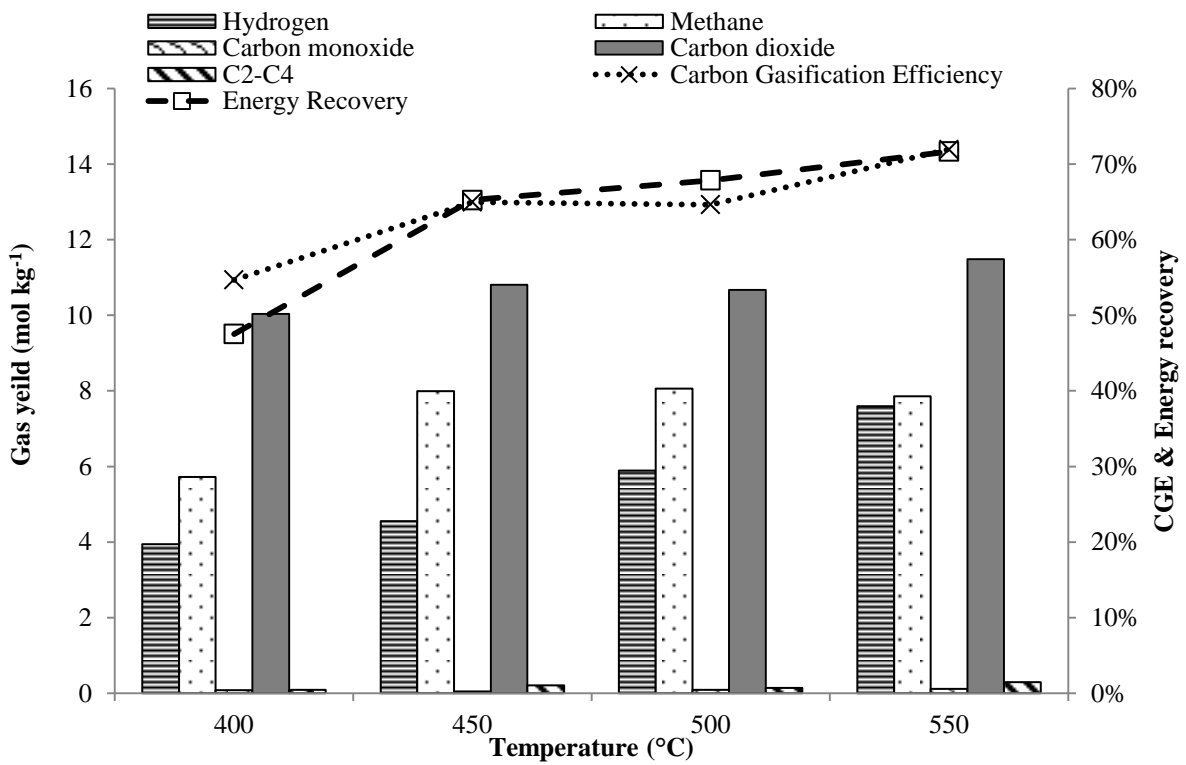 Hydrogen
Methane
Carbon monoxide
Carbon dioxide
C2-C4
Carbon Gasification Efficiency
Energy Recovery
16
14
12
10
8
6
4
2
0
Gas yeild (mol kg-1)
80%
70%
60%
50%
40%
30%
20%
10%
0%
CGE & Energy recovery
400 450 500 550
Temperature (°C)